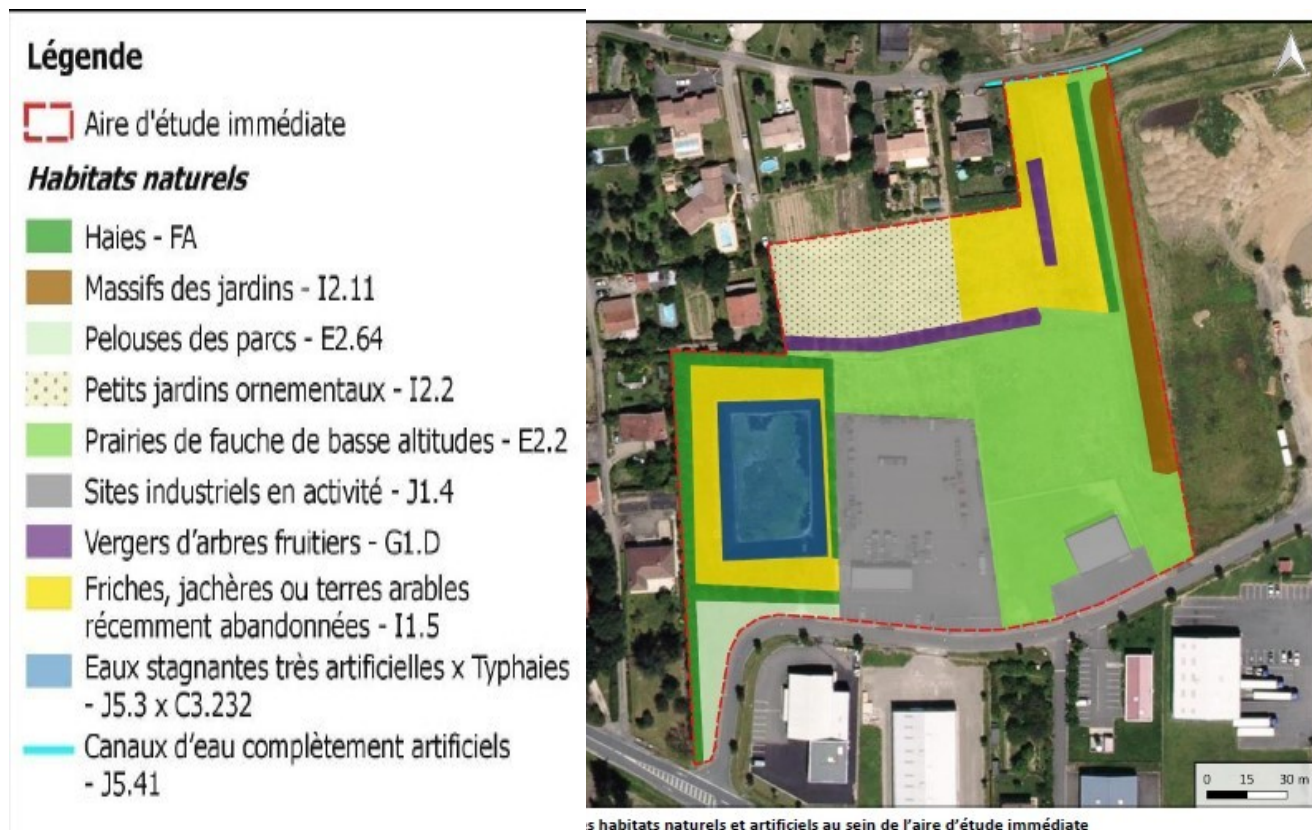 Légende
Aire d'étude immédiate
Habitats naturels
Haies - FA
Massifs des jardins - I2.11
Pelouses des parcs - E2.64
Petits jardins ornementaux - I2.2
Prairies de fauche de basse altitudes - E2.2
Sites industriels en activité - J1.4
Vergers d'arbres fruitiers - G1.D
Friches, jachères ou terres arables
récemment abandonnées - I1.5
Eaux stagnantes très artificielles x Typhaies
- J5.3 x C3.232
Canaux d'eau complètement artificiels
- J5.41
0 15 30 m
s habitats naturels et artificiels au sein de l'aire d'étude immédiate